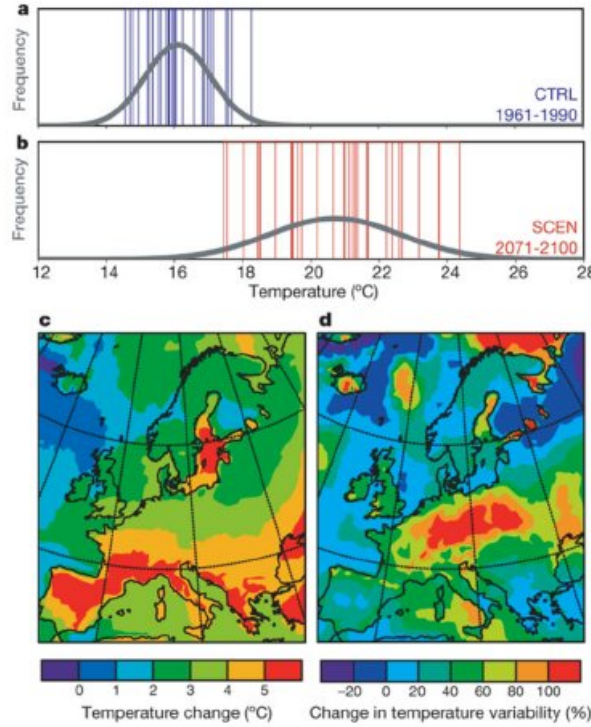 a
Frequency
CTRL
1961-1990
b
Frequency
SCEN
2071-2100
12 14 16 18 20 22 24 26 28
Temperature (ºC)
c
d
0 1 2 3 4 5
Temperature change (ºC)
−20 0 20 40 60 80 100
Change in temperature variability (%)